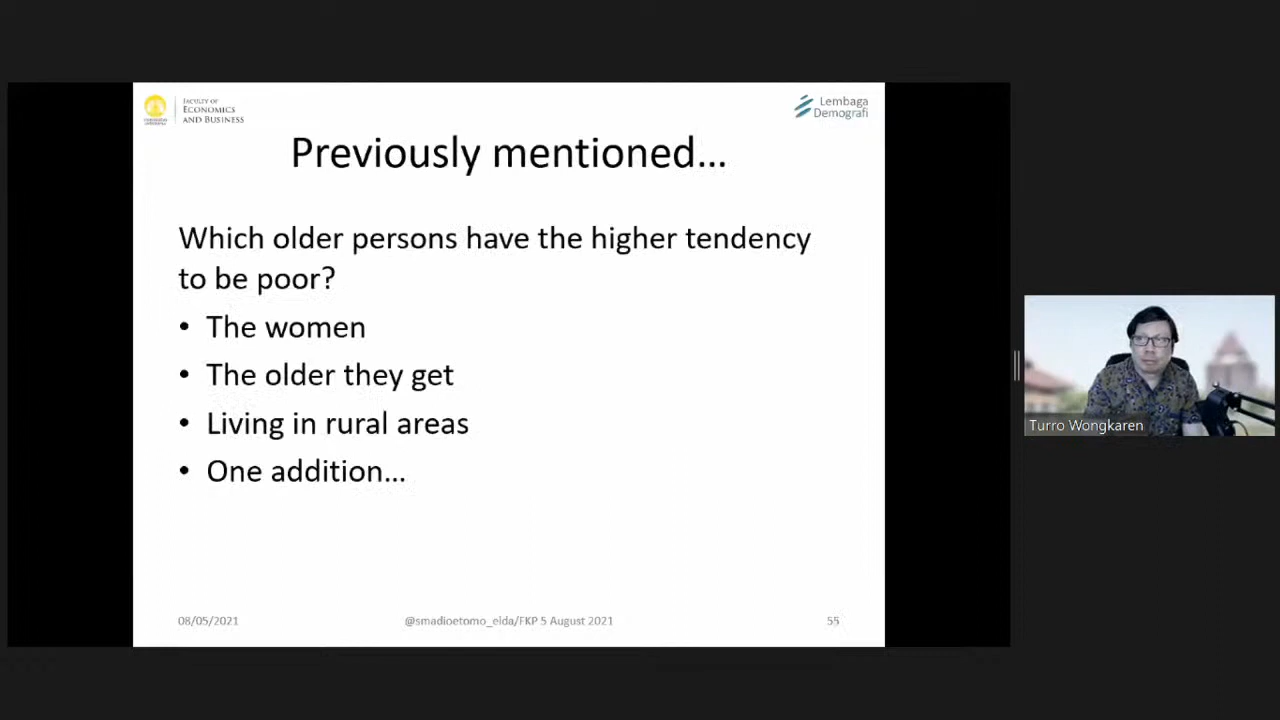 FACULTY OF
ECONOMICS
AND BUSINESS
Lembaga
Demografi
Previously mentioned...
Which older persons have the higher tendency
to be poor?
• The women
• The older they get
• Living in rural areas
• One addition...
Turro Wongkaren
08/05/2021
@smadioetomo_elda/FKP 5 August 2021
55